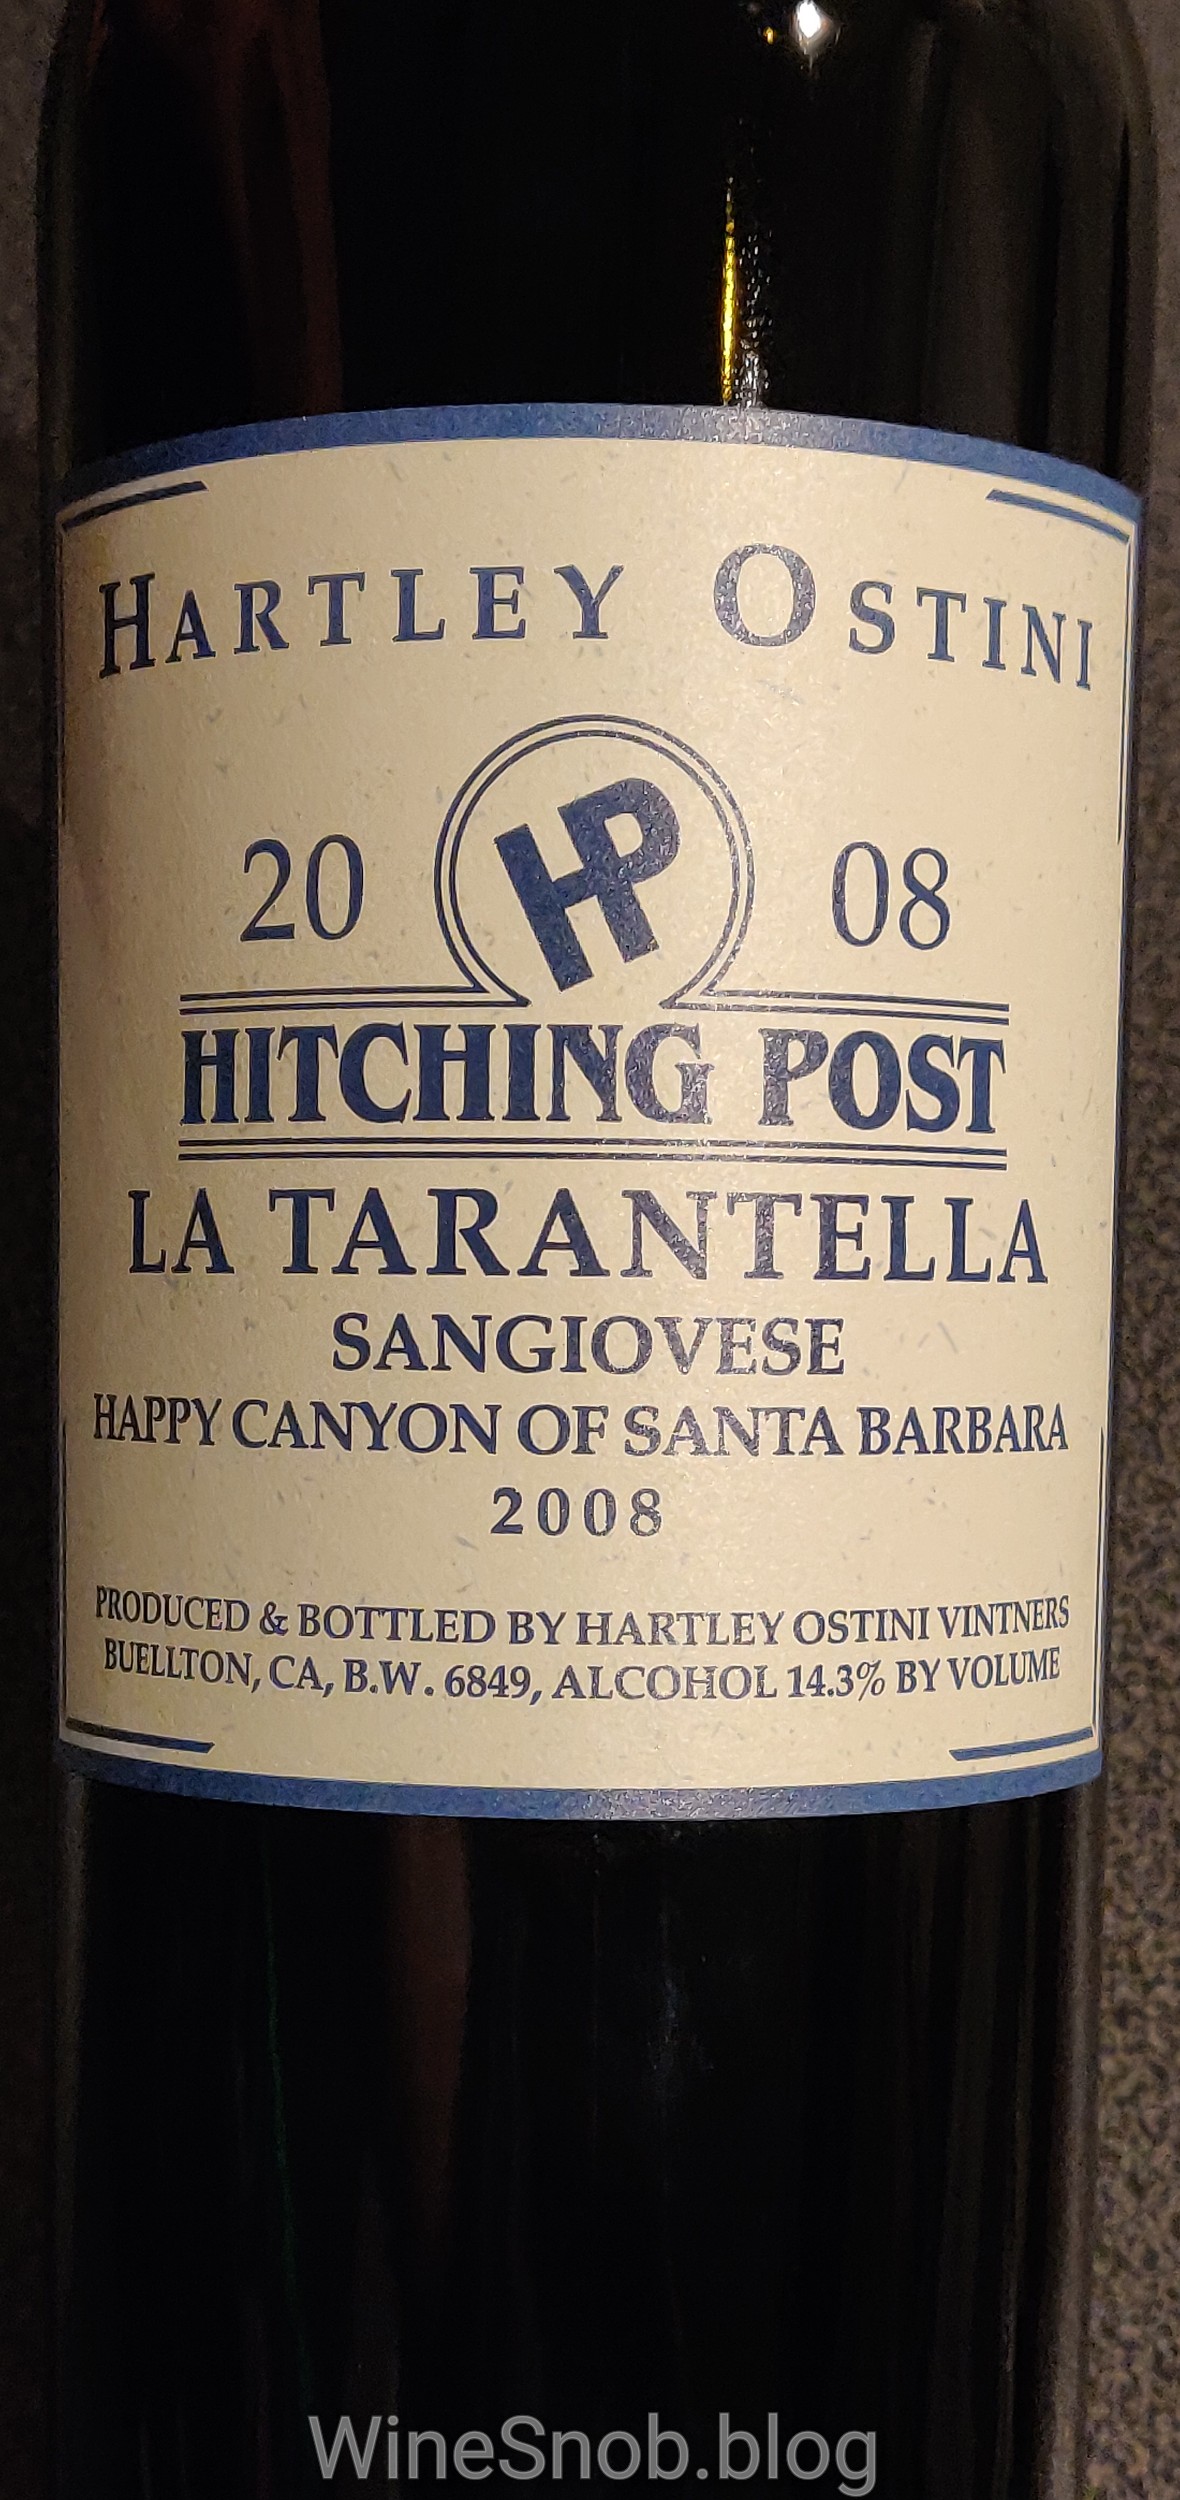 HARTLEY OSTINI
20 HP 08
HITCHING POST
LA TARANTELLA
SANGIOVESE
HAPPY CANYON OF SANTA BARBARA
2008
PRODUCED & BOTTLED BY HARTLEY OSTINI VINTNERS
BUELLTON, CA, B.W. 6849, ALCOHOL 14.3% BY VOLUME
WineSnob.blog